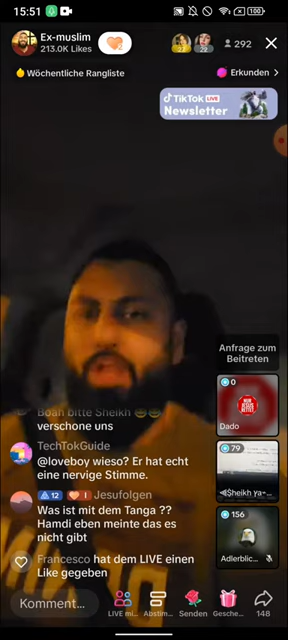 15:51
100
Ex-muslim
213.0K Likes
22
22
292
Wöchentliche Rangliste
Erkunden >
TikTok LIVE
Newsletter
Anfrage zum
Beitreten
0
Dado
79
156
Adlerblic...
Boah bitte Sheikh 😂😂
verschone uns
TechTokGuide
@loveboy wieso? Er hat echt
eine nervige Stimme.
12 I Jesufolgen
Was ist mit dem Tanga ??
Hamdi eben meinte das es
nicht gibt
Francesco hat dem LIVE einen
Like gegeben
Komment...
LIVE mi...
Abstim...
Senden
Gesche...
148